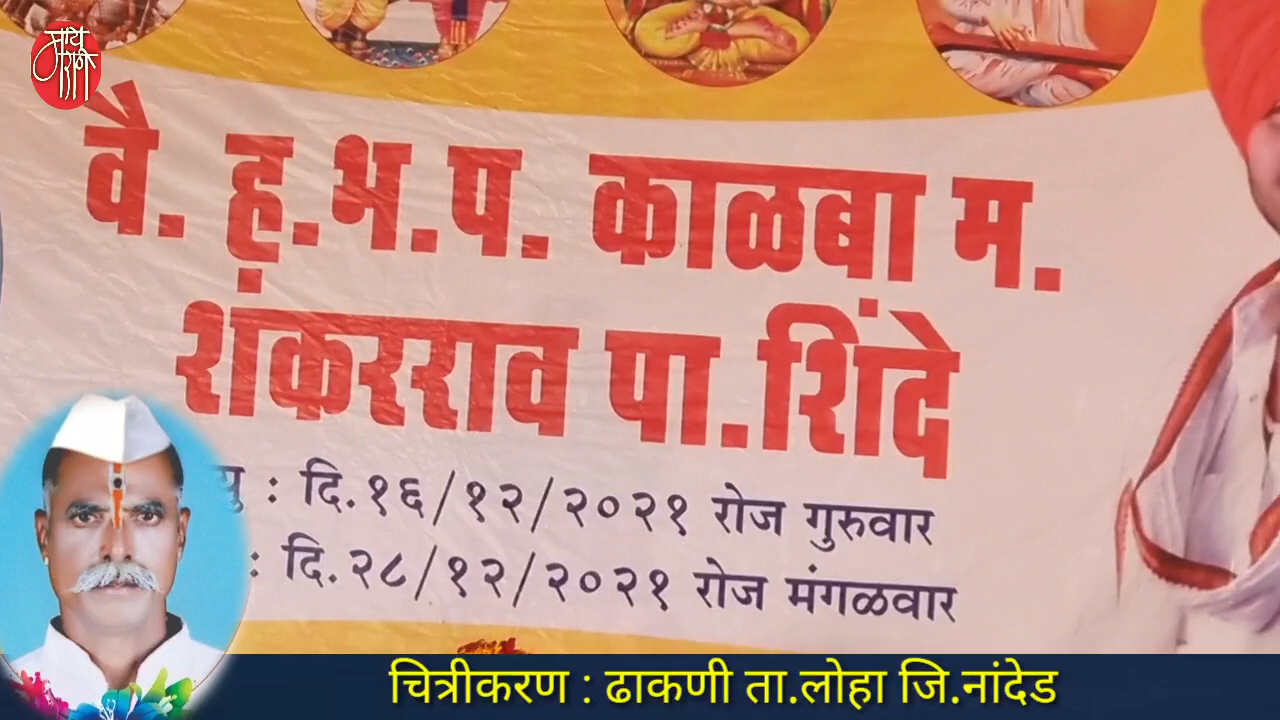 वै. ह.भ.प. काळबा म.
शंकरराव पा.शिंदे
यु : दि.१६/१२/२०२१ रोज गुरुवार
: दि.२८/१२/२०२१ रोज मंगळवार
चित्रीकरण : ढाकणी ता.लोहा जि.नांदेड